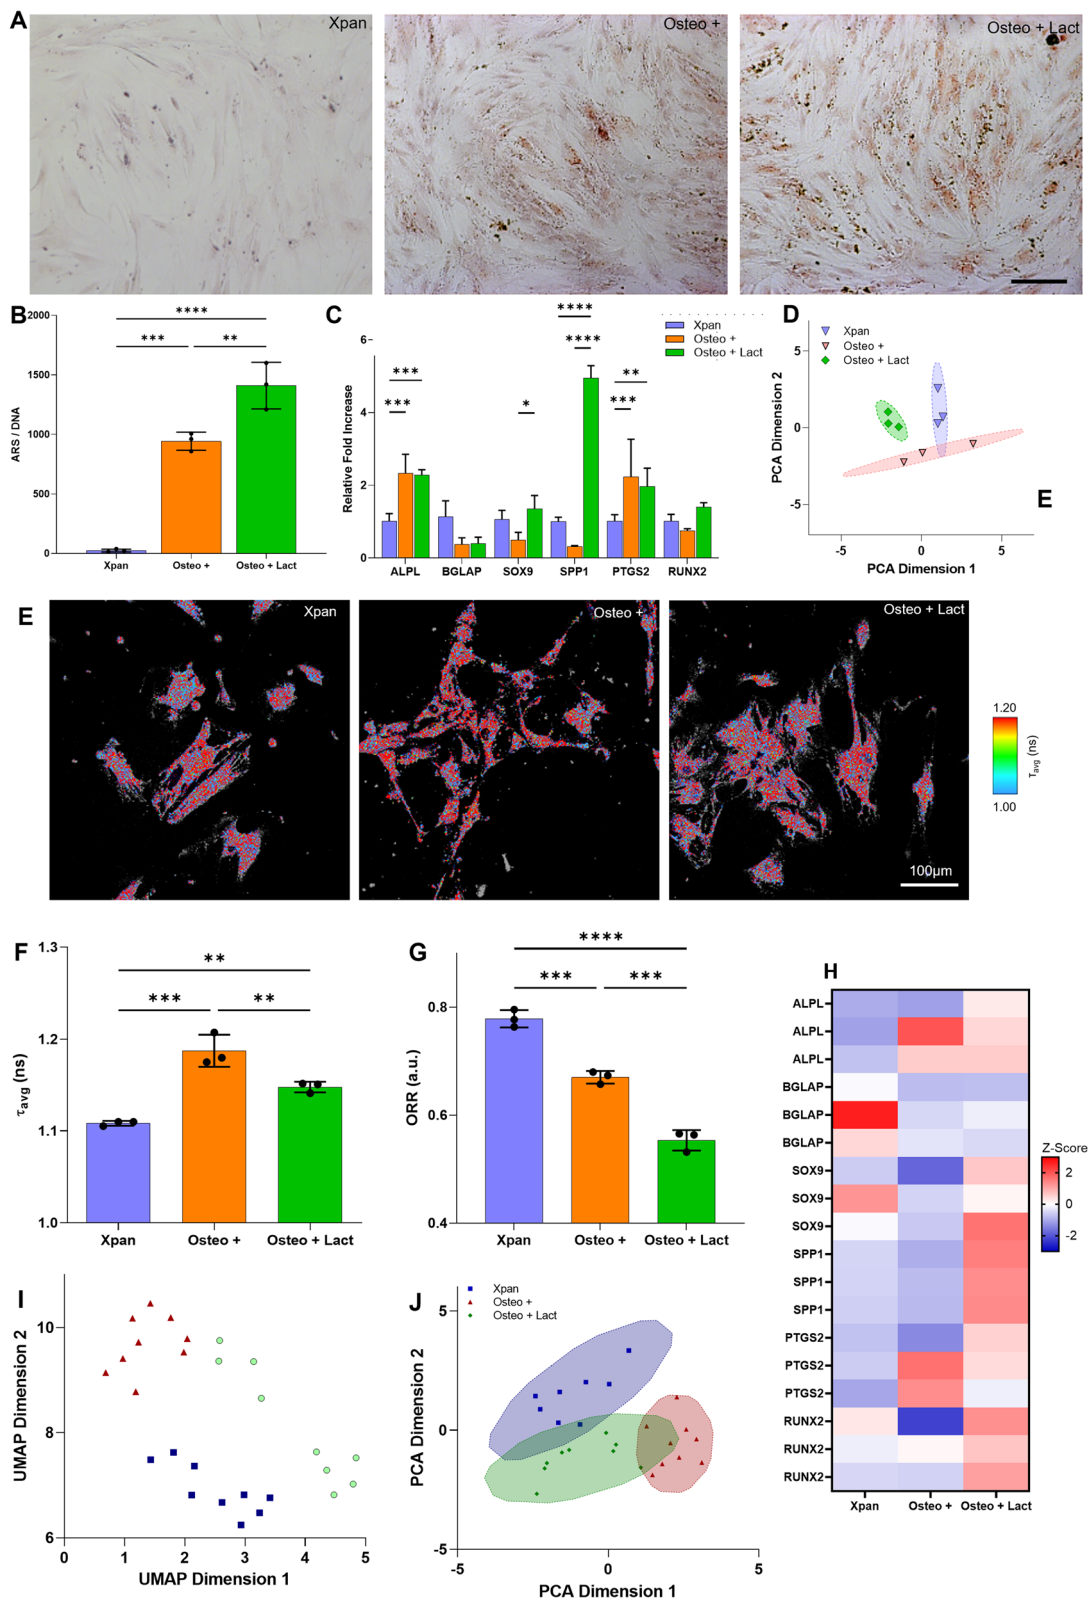 A
Xpan
Osteo +
Osteo + Lact
B
2000
1500
1000
500
0
ARS / DNA
****
***
**
Xpan
Osteo +
Osteo + Lact
C
6
4
2
0
Relative Fold Increase
***
***
*
****
****
**
***
Xpan
Osteo +
Osteo + Lact
ALPL
BGLAP
SOX9
SPP1
PTGS2
RUNX2
D
5
0
-5
PCA Dimension 2
Xpan
Osteo +
Osteo + Lact
-5
0
5
PCA Dimension 1
E
E
Xpan
Osteo +
Osteo + Lact
100μm
1.20
1.00
τavg (ns)
F
1.3
1.2
1.1
1.0
τavg (ns)
**
***
**
Xpan
Osteo +
Osteo + Lact
G
0.8
0.6
0.4
ORR (a.u.)
****
***
***
Xpan
Osteo +
Osteo + Lact
H
ALPL
ALPL
ALPL
BGLAP
BGLAP
BGLAP
SOX9
SOX9
SOX9
SPP1
SPP1
SPP1
PTGS2
PTGS2
PTGS2
RUNX2
RUNX2
RUNX2
Xpan
Osteo +
Osteo + Lact
Z-Score
2
0
-2
I
10
8
6
UMAP Dimension 2
0
1
2
3
4
5
UMAP Dimension 1
J
Xpan
Osteo +
Osteo + Lact
5
0
-5
PCA Dimension 2
-5
0
5
PCA Dimension 1